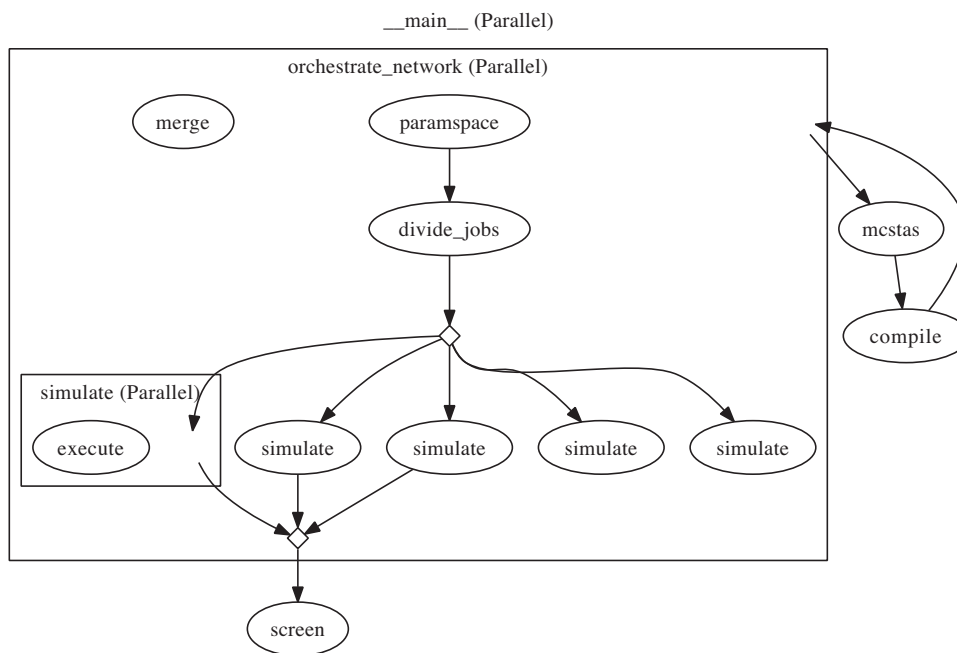 __main__ (Parallel)
orchestrate_network (Parallel)
merge
paramspace
divide_jobs
mcstas
compile
simulate (Parallel)
execute
simulate
simulate
simulate
simulate
screen